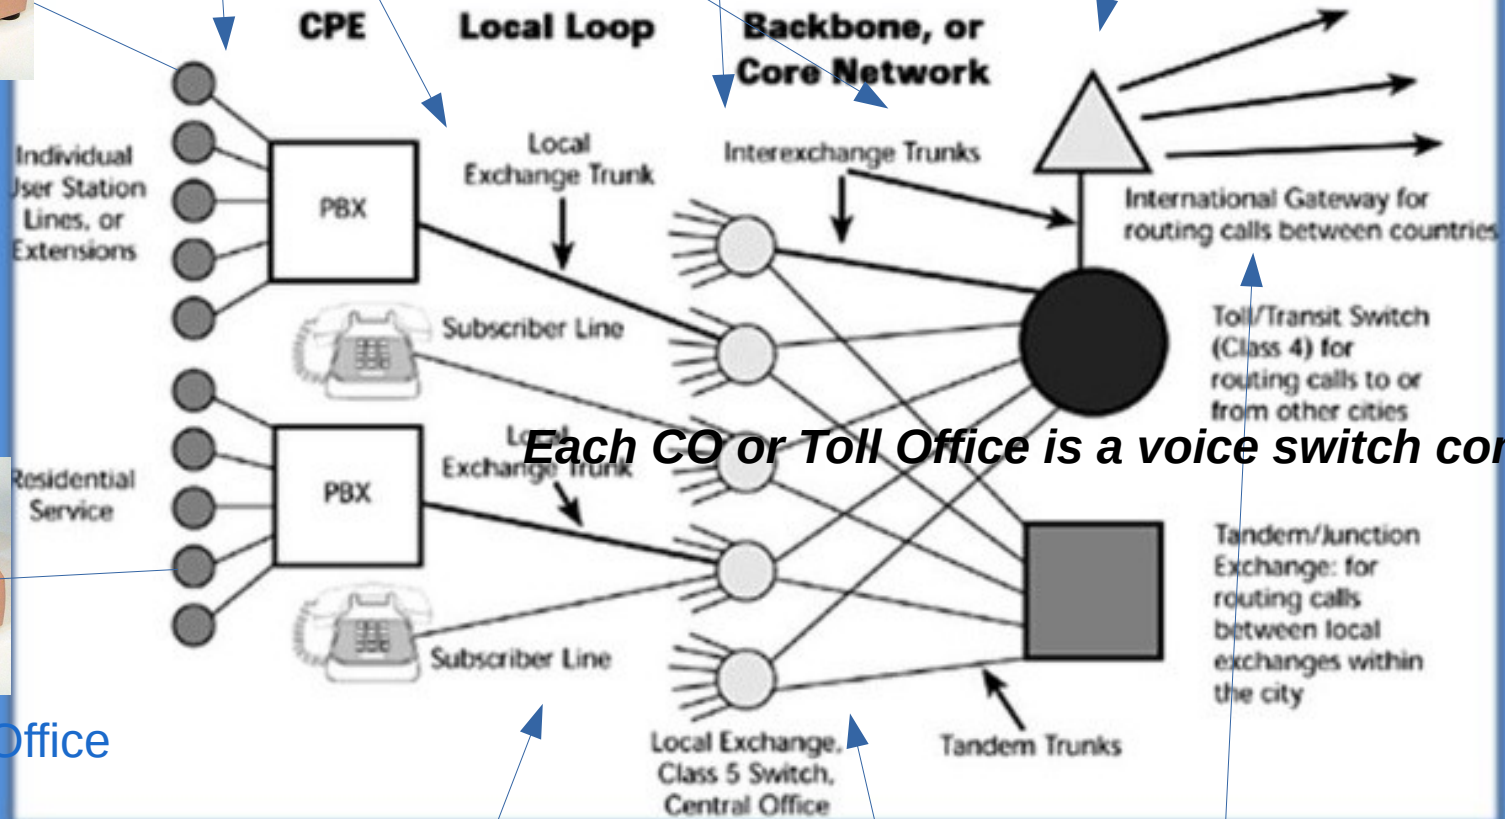 CPE
Local Loop
Backbone, or
Core Network
Individual
User Station
Lines, or
Extensions
PBX
Local
Exchange Trunk
Interexchange Trunks
International Gateway for
routing calls between countries
Subscriber Line
Toll/Transit Switch
(Class 4) for
routing calls to or
from other cities
Each CO or Toll Office is a voice switch
Local
Exchange Trunk
Residential
Service
PBX
Tandem/Junction
Exchange: for
routing calls
between local
exchanges within
the city
Subscriber Line
Office
Local Exchange,
Class 5 Switch,
Central Office
Tandem Trunks